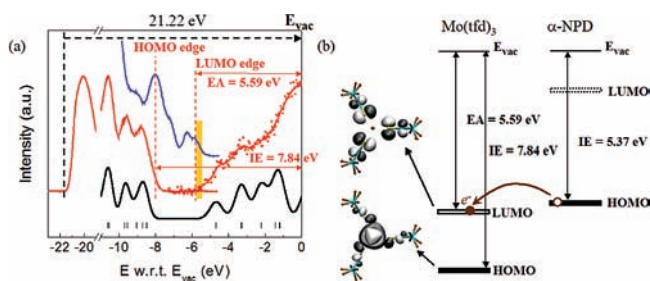 (a)
21.22 eV
E_vac
HOMO edge
LUMO edge
EA = 5.59 eV
IE = 7.84 eV
Intensity (a.u.)
-22 -20 -10 -8 -6 -4 -2 0
E w.r.t. E_vac (eV)
(b)
Mo(tfd)₃ α-NPD
E_vac E_vac
LUMO
EA = 5.59 eV
IE = 7.84 eV
IE = 5.37 eV
e⁻
LUMO
HOMO
HOMO